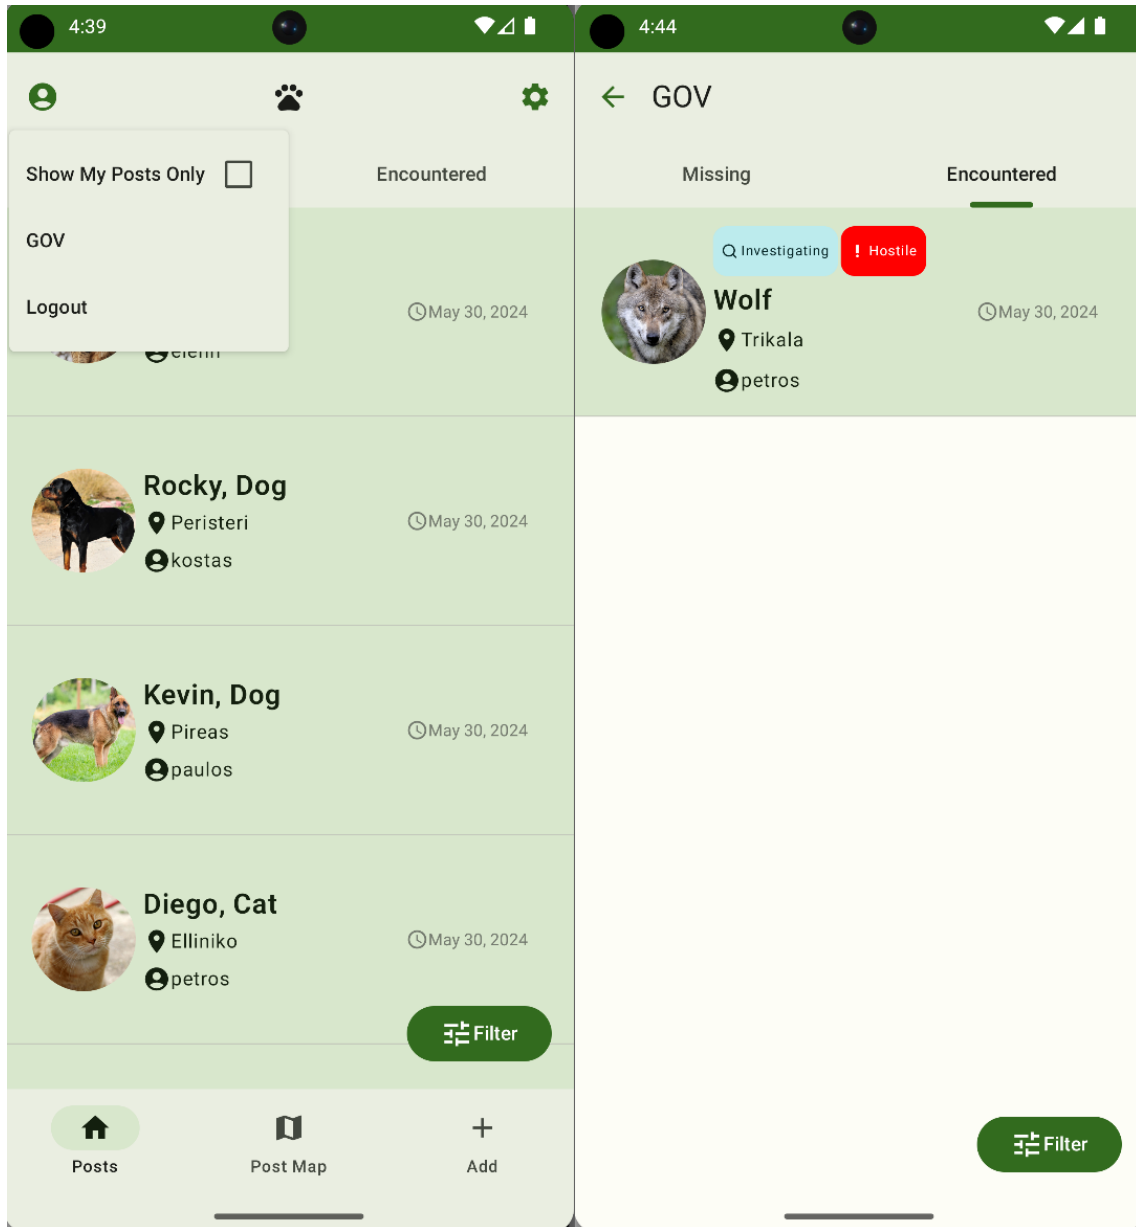 4:39
Show My Posts Only
GOV
Logout
Encountered
May 30, 2024
Rocky, Dog
Peristeri
kostas
May 30, 2024
Kevin, Dog
Pireas
paulos
May 30, 2024
Diego, Cat
Elliniko
petros
May 30, 2024
Filter
Posts
Post Map
Add
4:44
GOV
Missing
Encountered
Investigating
! Hostile
Wolf
Trikala
petros
May 30, 2024
Filter